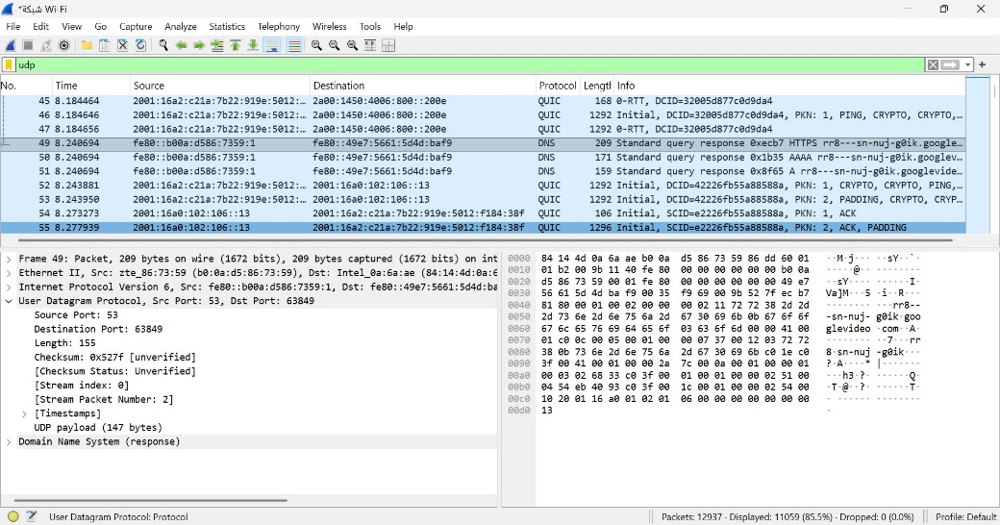 *شبكة Wi-Fi
File Edit View Go Capture Analyze Statistics Telephony Wireless Tools Help
udp
No. Time Source Destination Protocol Lengtl Info
45 8.184464 2001:16a2:c21a:7b22:919e:5012:… 2a00:1450:4006:800::200e QUIC 168 0-RTT, DCID=32005d877c0d9da4
46 8.184646 2001:16a2:c21a:7b22:919e:5012:… 2a00:1450:4006:800::200e QUIC 1292 Initial, DCID=32005d877c0d9da4, PKN: 1, PING, CRYPTO, CRYPTO,…
47 8.184656 2001:16a2:c21a:7b22:919e:5012:… 2a00:1450:4006:800::200e QUIC 1292 0-RTT, DCID=32005d877c0d9da4
49 8.240694 fe80::b00a:d586:7359:1 fe80::49e7:5661:5d4d:baf9 DNS 209 Standard query response 0xecb7 HTTPS rr8---sn-nuj-g0ik.google…
50 8.240694 fe80::b00a:d586:7359:1 fe80::49e7:5661:5d4d:baf9 DNS 171 Standard query response 0x1b35 AAAA rr8---sn-nuj-g0ik.googlev…
51 8.240694 fe80::b00a:d586:7359:1 fe80::49e7:5661:5d4d:baf9 DNS 159 Standard query response 0x8f65 A rr8---sn-nuj-g0ik.googlevide…
52 8.243881 2001:16a2:c21a:7b22:919e:5012:… 2001:16a0:102:106::13 QUIC 1292 Initial, DCID=42226fb55a88588a, PKN: 1, CRYPTO, CRYPTO, PING,…
53 8.243950 2001:16a2:c21a:7b22:919e:5012:… 2001:16a0:102:106::13 QUIC 1292 Initial, DCID=42226fb55a88588a, PKN: 2, PADDING, CRYPTO, CRYP…
54 8.273273 2001:16a0:102:106::13 2001:16a2:c21a:7b22:919e:5012:f184:38f QUIC 106 Initial, SCID=e2226fb55a88588a, PKN: 1, ACK
55 8.277939 2001:16a0:102:106::13 2001:16a2:c21a:7b22:919e:5012:f184:38f QUIC 1296 Initial, SCID=e2226fb55a88588a, PKN: 2, ACK, PADDING
Frame 49: Packet, 209 bytes on wire (1672 bits), 209 bytes captured (1672 bits) on int
Ethernet II, Src: zte_86:73:59 (b0:0a:d5:86:73:59), Dst: Intel_0a:6a:ae (84:14:4d:0a:6
Internet Protocol Version 6, Src: fe80::b00a:d586:7359:1, Dst: fe80::49e7:5661:5d4d:ba
User Datagram Protocol, Src Port: 53, Dst Port: 63849
Source Port: 53
Destination Port: 63849
Length: 155
Checksum: 0x527f [unverified]
[Checksum Status: Unverified]
[Stream index: 0]
[Stream Packet Number: 2]
[Timestamps]
UDP payload (147 bytes)
Domain Name System (response)
0000 84 14 4d 0a 6a ae b0 0a d5 86 73 59 86 dd 60 01 ··M·j··· ··sY··`·
0010 01 b2 00 9b 11 40 fe 80 00 00 00 00 00 00 b0 0a ·····@·· ········
0020 d5 86 73 59 00 01 fe 80 00 00 00 00 00 00 49 e7 ··sY···· ······I·
0030 56 61 5d 4d ba f9 00 35 f9 69 00 9b 52 7f ec b7 Va]M···5 ·i··R···
0040 81 80 00 01 00 02 00 00 00 02 11 72 72 38 2d 2d ········ ···rr8--
0050 2d 73 6e 2d 6e 75 6a 2d 67 30 69 6b 0b 67 6f 6f -sn-nuj- g0ik·goo
0060 67 6c 65 76 69 64 65 6f 03 63 6f 6d 00 00 41 00 glevideo ·com··A·
0070 01 c0 0c 00 05 00 01 00 00 07 37 00 12 03 72 72 ········ ··7···rr
0080 38 0b 73 6e 2d 6e 75 6a 2d 67 30 69 6b c0 1e c0 8·sn-nuj -g0ik···
0090 3f 00 41 00 01 00 00 2a 7c 00 0a 00 01 00 00 01 ?·A····* |·······
00a0 00 03 02 68 33 c0 3f 00 01 00 01 00 00 02 51 00 ···h3·?· ······Q·
00b0 04 54 eb 40 93 c0 3f 00 1c 00 01 00 00 02 54 00 ·T·@··?· ······T·
00c0 10 20 01 16 a0 01 02 01 06 00 00 00 00 00 00 00 · ······ ········
00d0 13 ·
User Datagram Protocol: Protocol Packets: 12937 · Displayed: 11059 (85.5%) · Dropped: 0 (0.0%) Profile: Default